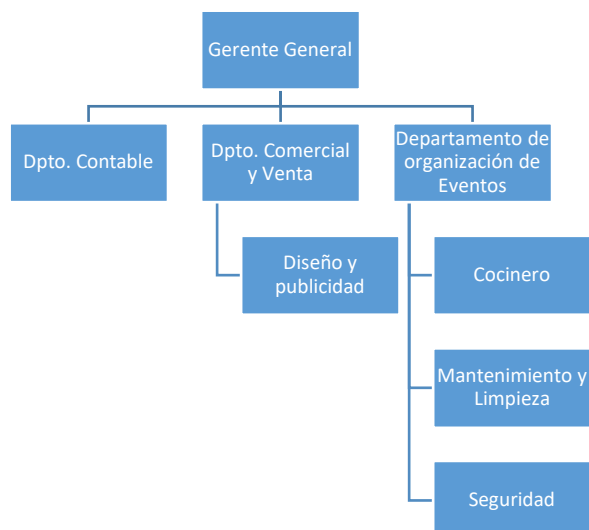 Gerente General
Dpto. Contable
Dpto. Comercial
y Venta
Departamento de
organización de
Eventos
Diseño y
publicidad
Cocinero
Mantenimiento y
Limpieza
Seguridad